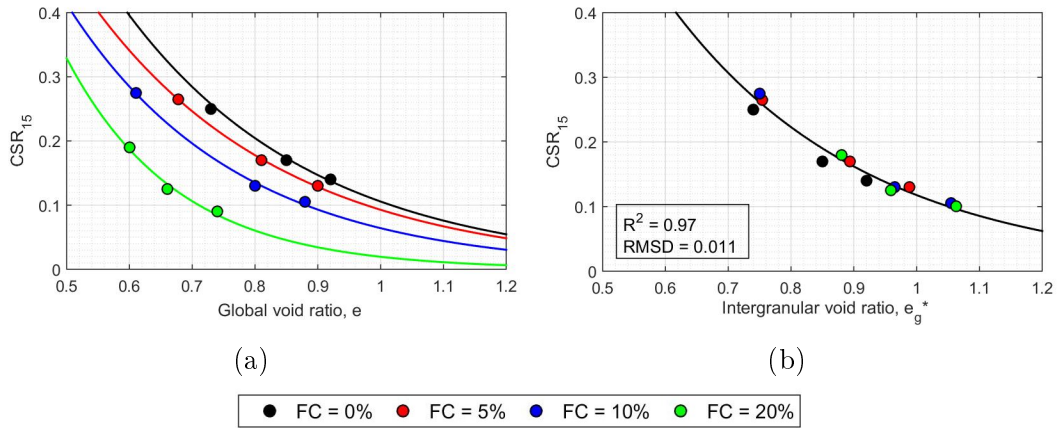 0.4
0.3
0.2
0.1
0
CSR15
0.5 0.6 0.7 0.8 0.9 1 1.1 1.2
Global void ratio, e
(a)
0.4
0.3
0.2
0.1
0
CSR15
R2 = 0.97
RMSD = 0.011
0.5 0.6 0.7 0.8 0.9 1 1.1 1.2
Intergranular void ratio, eg*
(b)
FC = 0% FC = 5% FC = 10% FC = 20%